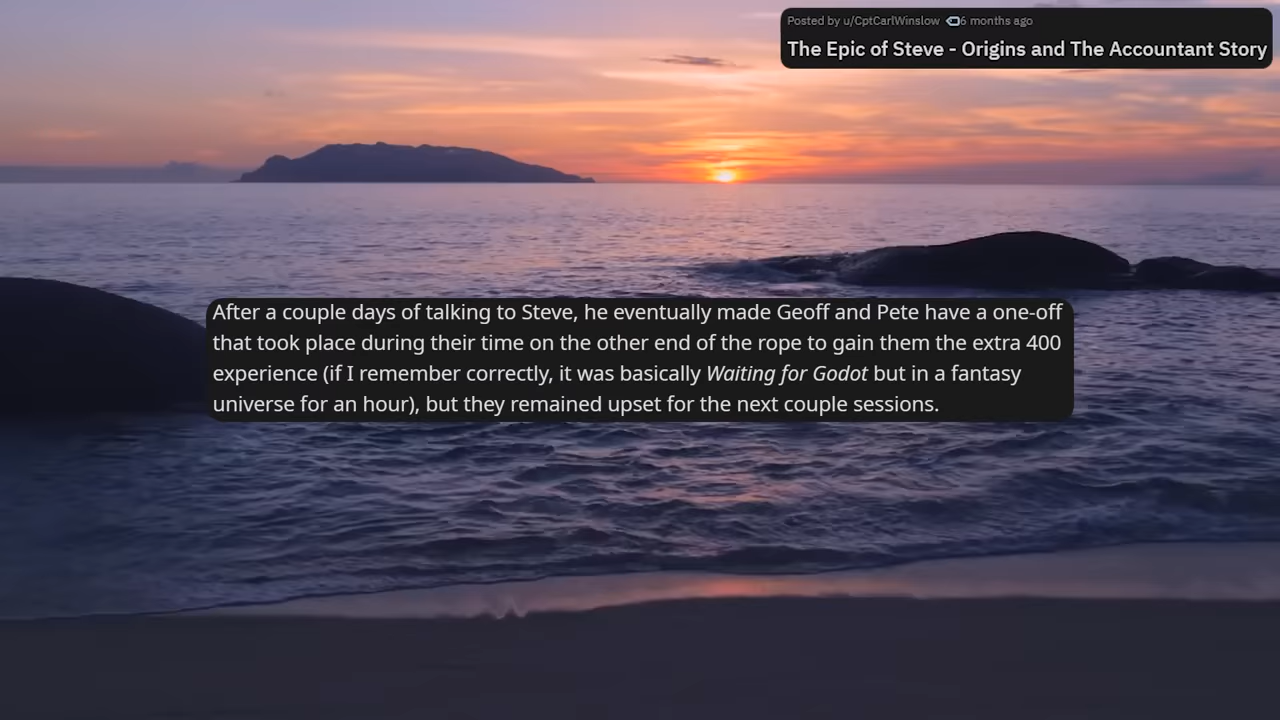 Posted by u/CptCarlWinslow 6 months ago
The Epic of Steve - Origins and The Accountant Story
After a couple days of talking to Steve, he eventually made Geoff and Pete have a one-off
that took place during their time on the other end of the rope to gain them the extra 400
experience (if I remember correctly, it was basically Waiting for Godot but in a fantasy
universe for an hour), but they remained upset for the next couple sessions.